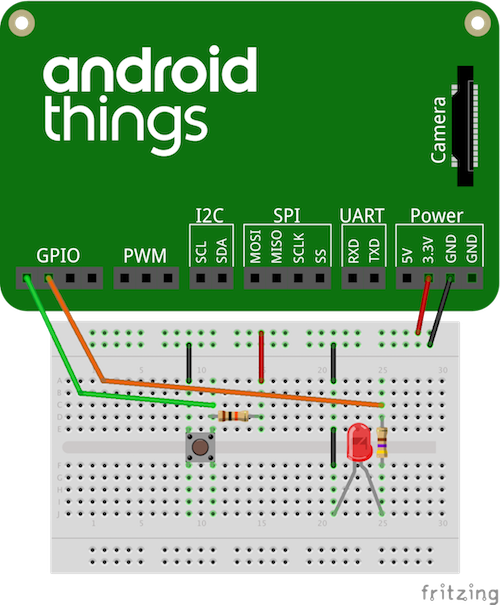 android
things
Camera
I2C SPI UART Power
GPIO PWM SCL SDA MOSI MISO SCLK SS RXD TXD 5V 3.3V GND GND
10 15 20 25 30
A
B
C
D
E
F
G
H
I
J
1 5 10 15 20 25 30
fritzing